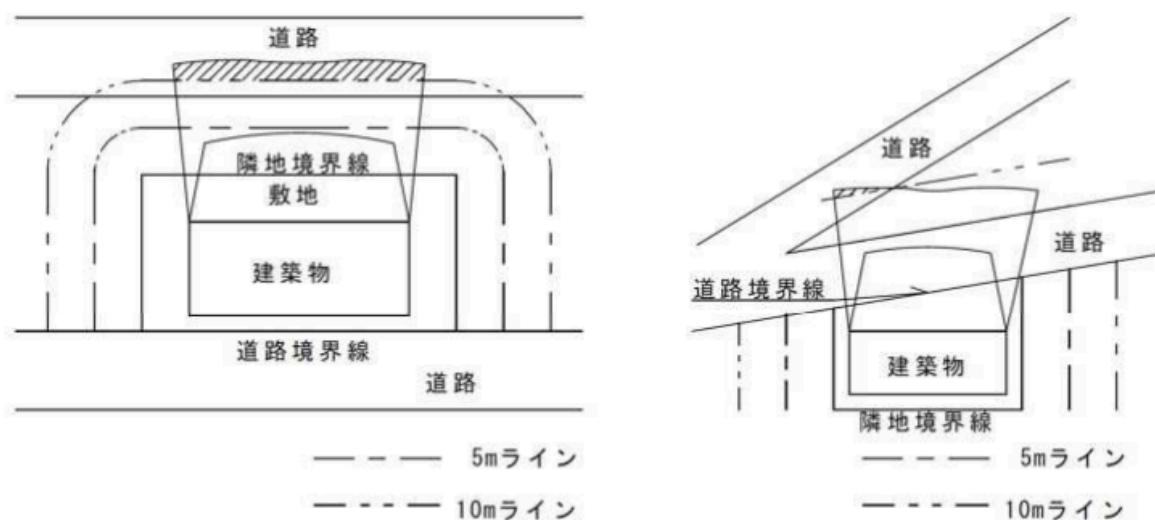 道路
隣地境界線
敷地
建築物
道路境界線
道路
5mライン
10mライン
道路
道路
道路境界線
建築物
隣地境界線
5mライン
10mライン